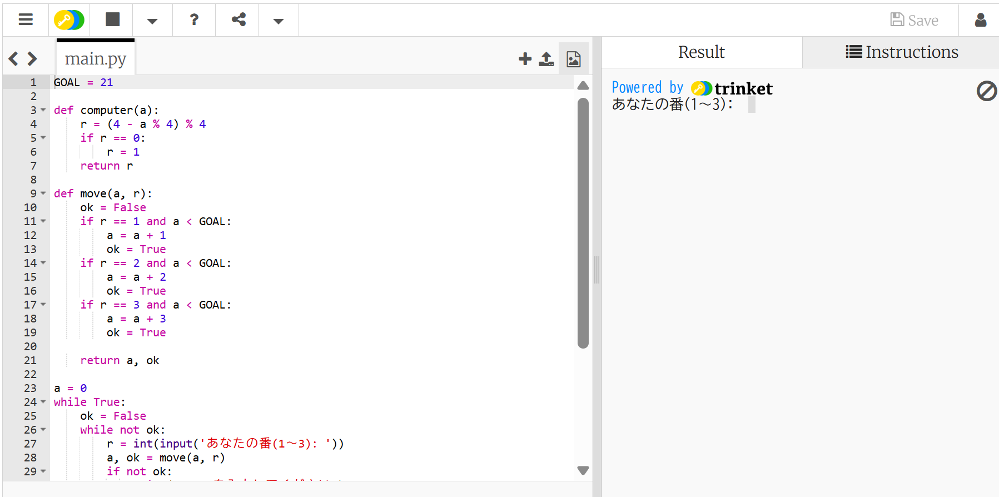 Save
main.py
Result
Instructions
1 GOAL = 21
2
3 def computer(a):
4     r = (4 - a % 4) % 4
5     if r == 0:
6         r = 1
7     return r
8
9 def move(a, r):
10     ok = False
11     if r == 1 and a < GOAL:
12         a = a + 1
13         ok = True
14     if r == 2 and a < GOAL:
15         a = a + 2
16         ok = True
17     if r == 3 and a < GOAL:
18         a = a + 3
19         ok = True
20
21     return a, ok
22
23 a = 0
24 while True:
25     ok = False
26     while not ok:
27         r = int(input('あなたの番(1～3): '))
28         a, ok = move(a, r)
29         if not ok:
Powered by trinket
あなたの番(1～3):